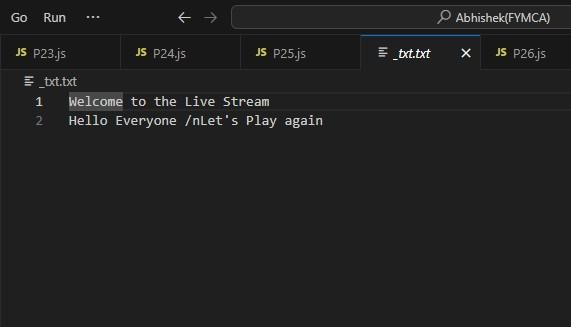 Go Run ··· ← → Abhishek(FYMCA)
JS P23.js JS P24.js JS P25.js _txt.txt × JS P26.js
_txt.txt
1 Welcome to the Live Stream
2 Hello Everyone /nLet's Play again